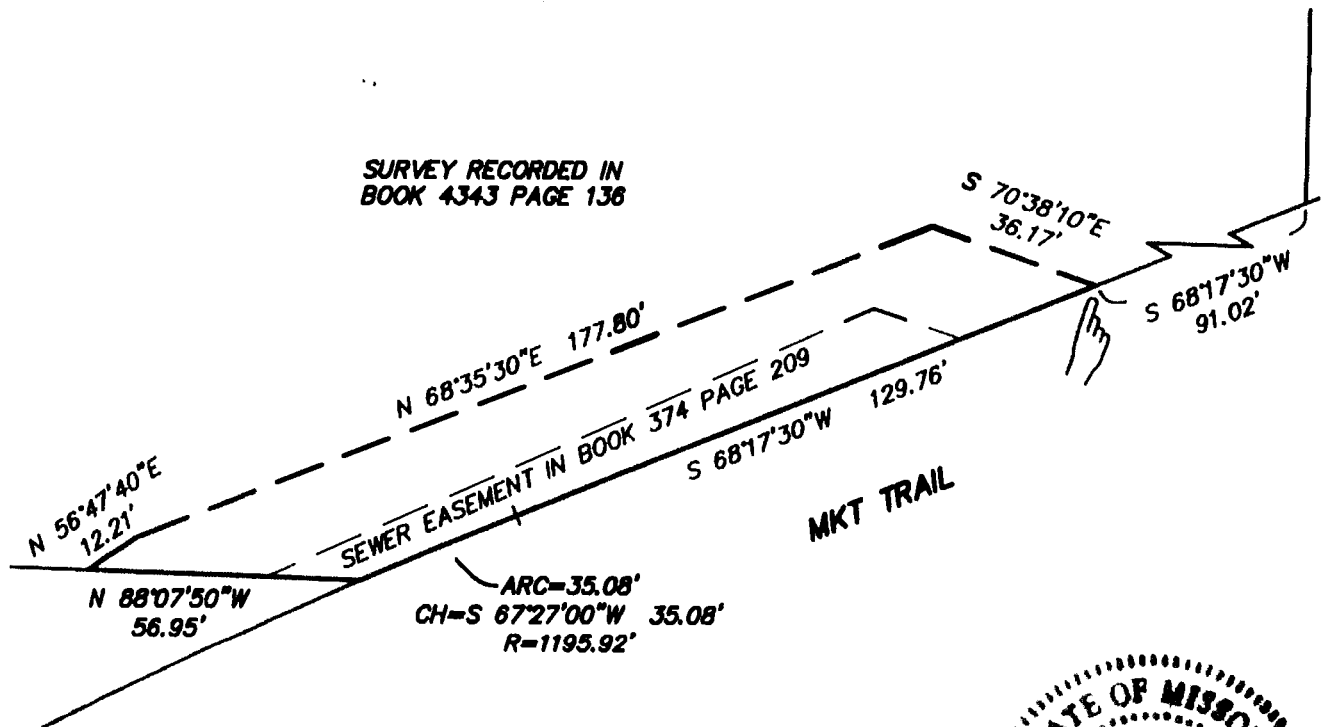 SURVEY RECORDED IN
BOOK 4343 PAGE 136
S 70°38'10"E
36.17'
S 68°17'30"W
91.02'
N 68°35'30"E 177.80'
SEWER EASEMENT IN BOOK 374 PAGE 209
S 68°17'30"W 129.76'
N 56°47'40"E
12.21'
MKT TRAIL
N 88°07'50"W
56.95'
ARC=35.08'
CH=S 67°27'00"W 35.08'
R=1195.92'
OF